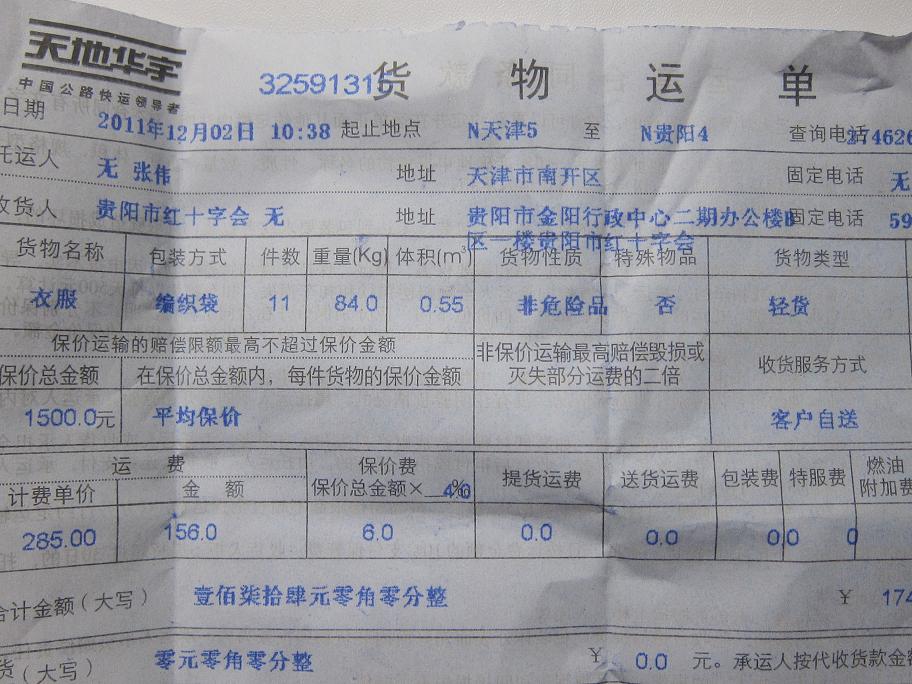 天地华宇
中国公路快运领导者
32591315 货物运单
日期 2011年12月02日 10:38 起止地点 N天津5 至 N贵阳4 查询电话 274626
托运人 无 张伟 地址 天津市南开区 固定电话 无
收货人 贵阳市红十字会 无 地址 贵阳市金阳行政中心二期办公楼B 固定电话 59
区一楼贵阳市红十字会
货物名称 包装方式 件数 重量(Kg) 体积(m³) 货物性质 特殊物品 货物类型
衣服 编织袋 11 84.0 0.55 非危险品 否 轻货
保价运输的赔偿限额最高不超过保价金额 非保价运输最高赔偿毁损或灭失部分运费的二倍 收货服务方式
保价总金额 在保价总金额内，每件货物的保价金额
1500.0元 平均保价 客户自送
运费 保价费 提货运费 送货运费 包装费 特服费 燃油附加费
计费单价 金额 保价总金额×4.0‰
285.00 156.0 6.0 0.0 0.0 0.0 0
合计金额（大写） 壹佰柒拾肆元零角零分整 ¥ 174
货（大写） 零元零角零分整 ¥ 0.0 元。承运人按代收货款金额